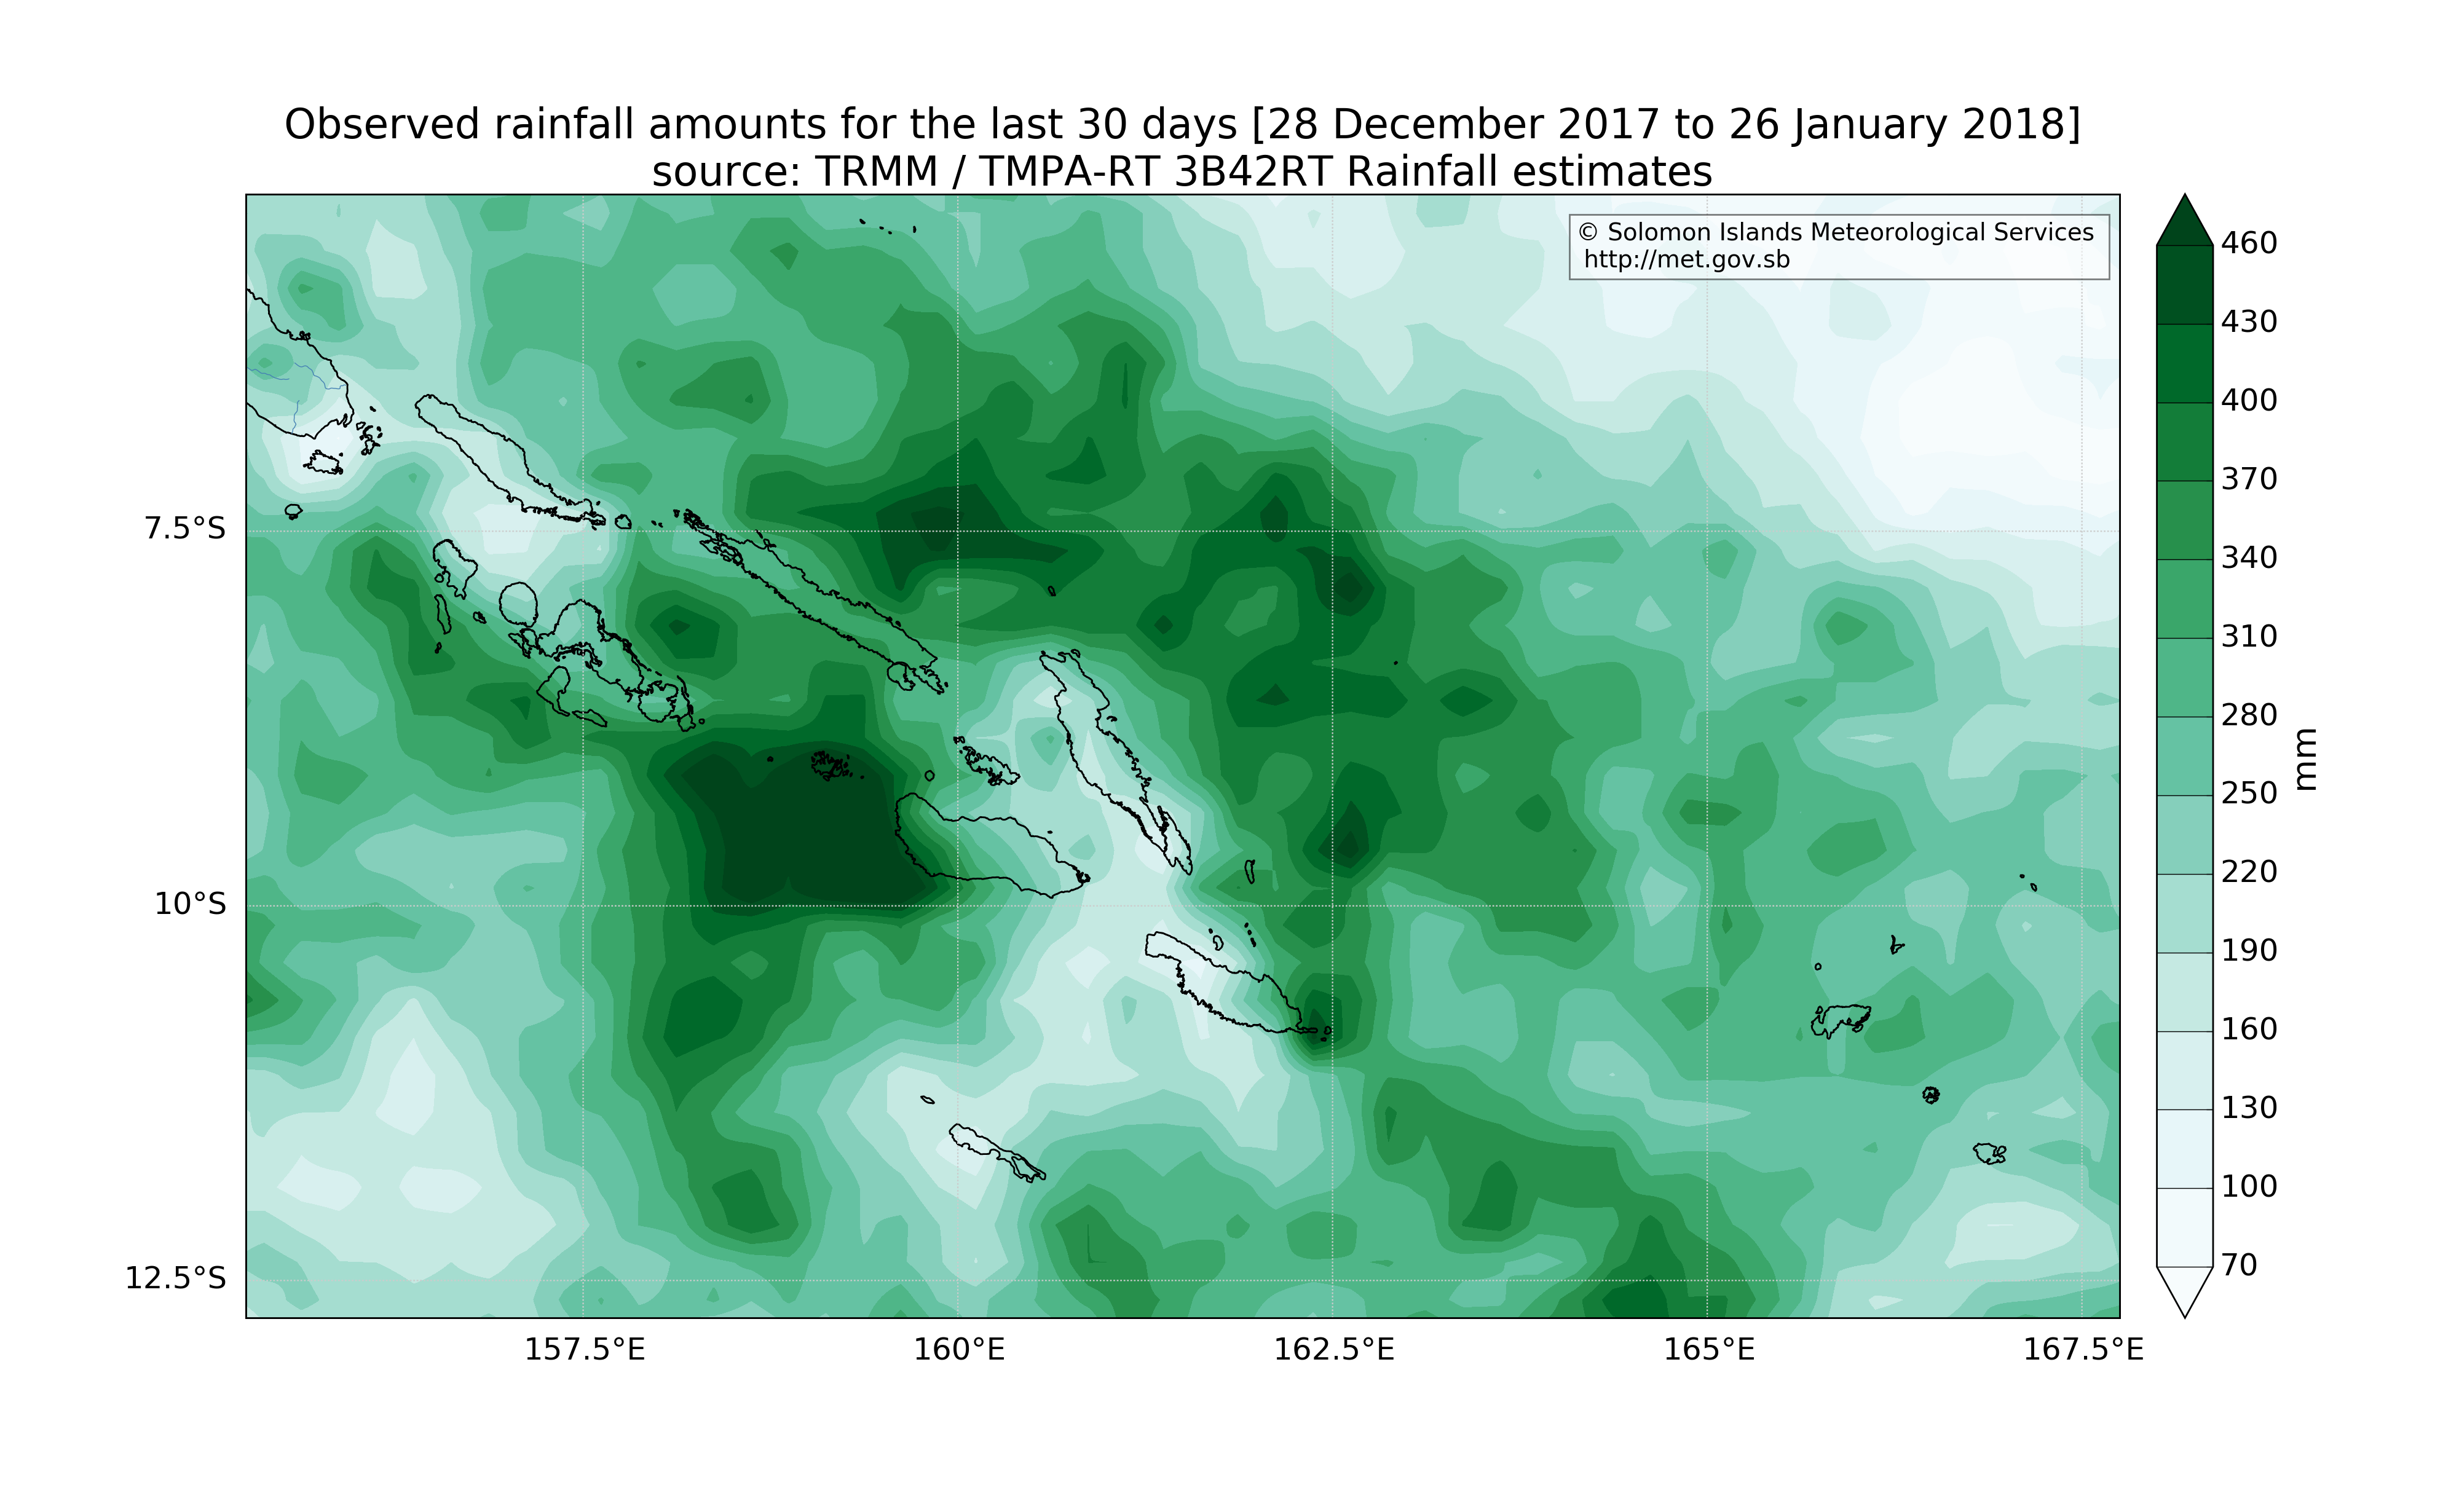 Observed rainfall amounts for the last 30 days [28 December 2017 to 26 January 2018]
source: TRMM / TMPA-RT 3B42RT Rainfall estimates
© Solomon Islands Meteorological Services
http://met.gov.sb
7.5°S
10°S
12.5°S
157.5°E
160°E
162.5°E
165°E
167.5°E
460
430
400
370
340
310
280
250
220
190
160
130
100
70
mm